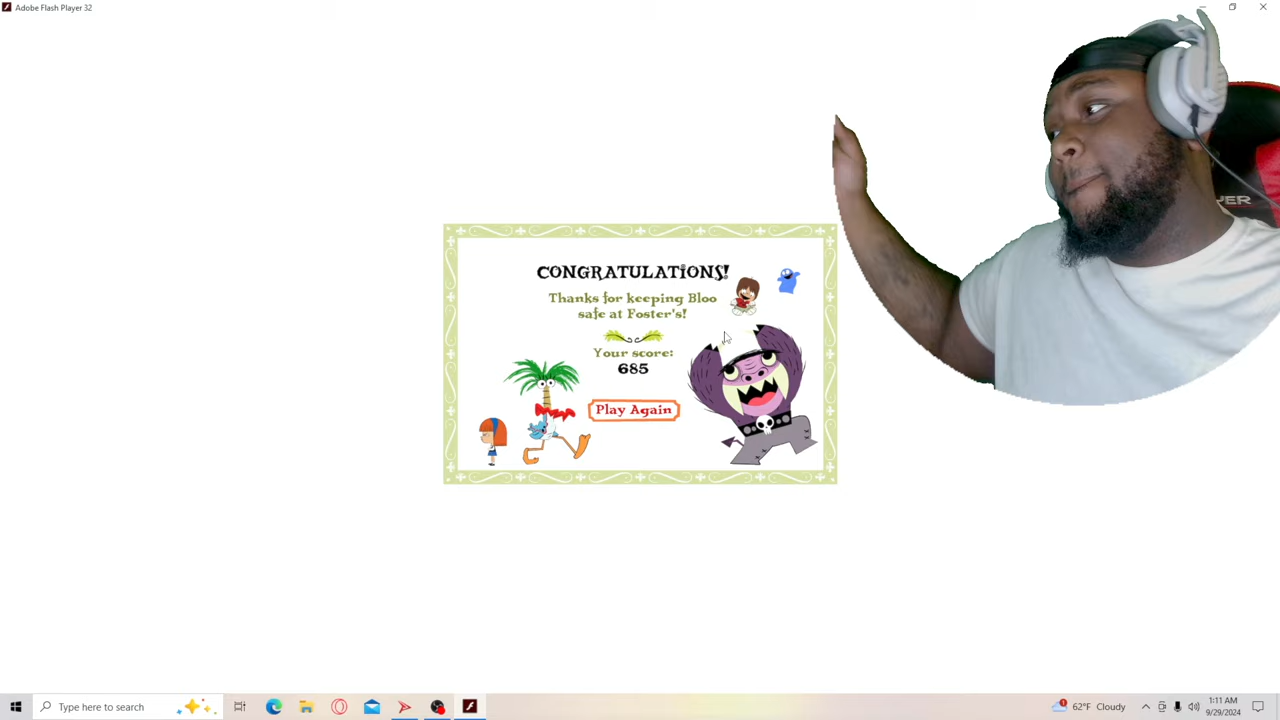 Adobe Flash Player 32
CONGRATULATIONS!
Thanks for keeping Bloo
safe at Foster's!
Your score:
685
Play Again
Type here to search
62°F Cloudy
1:11 AM
9/29/2024